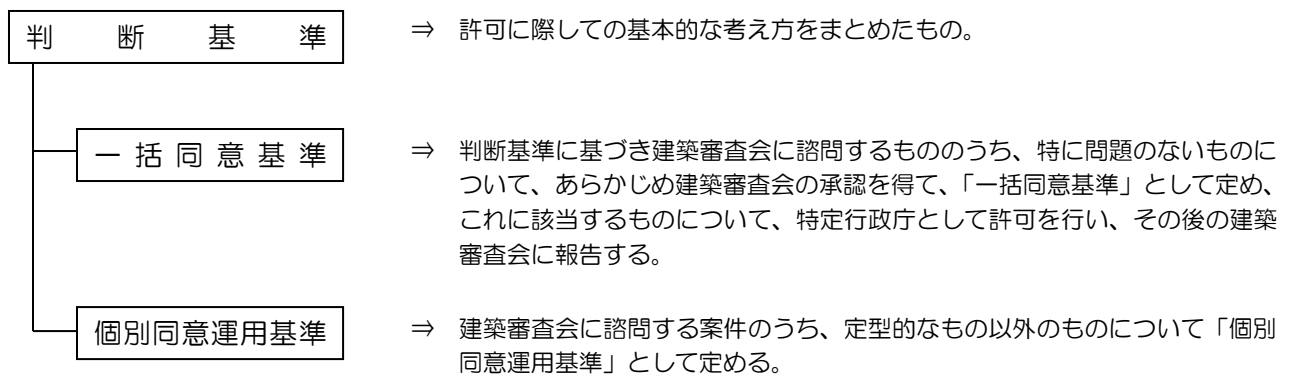 判断基準
⇒ 許可に際しての基本的な考え方をまとめたもの。
一括同意基準
⇒ 判断基準に基づき建築審査会に諮問するもののうち、特に問題のないものに
ついて、あらかじめ建築審査会の承認を得て、「一括同意基準」として定め、
これに該当するものについて、特定行政庁として許可を行い、その後の建築
審査会に報告する。
個別同意運用基準
⇒ 建築審査会に諮問する案件のうち、定型的なもの以外のものについて「個別
同意運用基準」として定める。